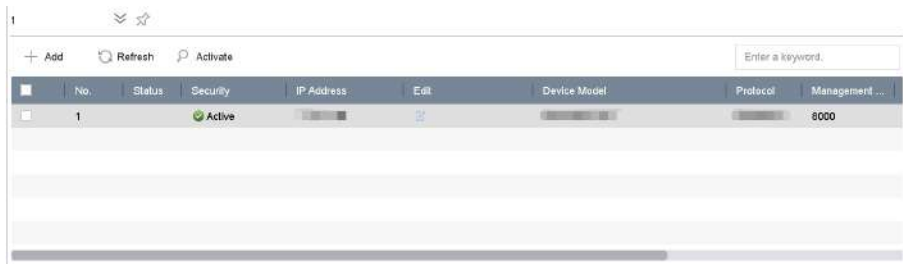 1
Add Refresh Activate Enter a keyword.
No. Status Security IP Address Edit Device Model Protocol Management ...
1 Active 8000